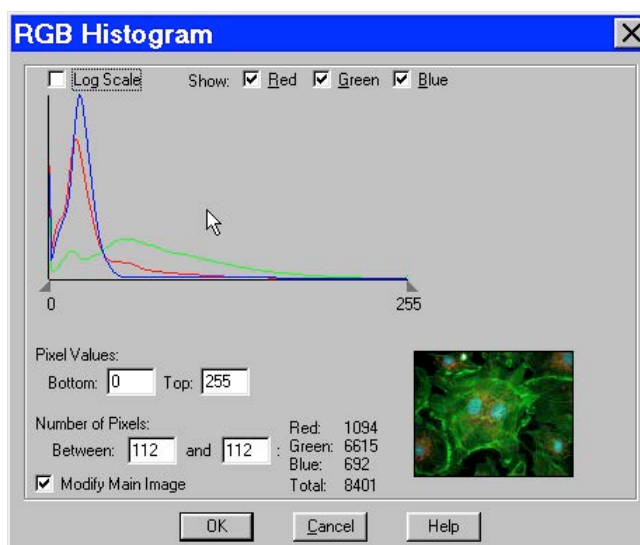 RGB Histogram
Log Scale Show: Red Green Blue
0 255
Pixel Values:
Bottom: 0 Top: 255
Number of Pixels:
Between: 112 and 112 :
Red: 1094
Green: 6615
Blue: 692
Total: 8401
Modify Main Image
OK Cancel Help